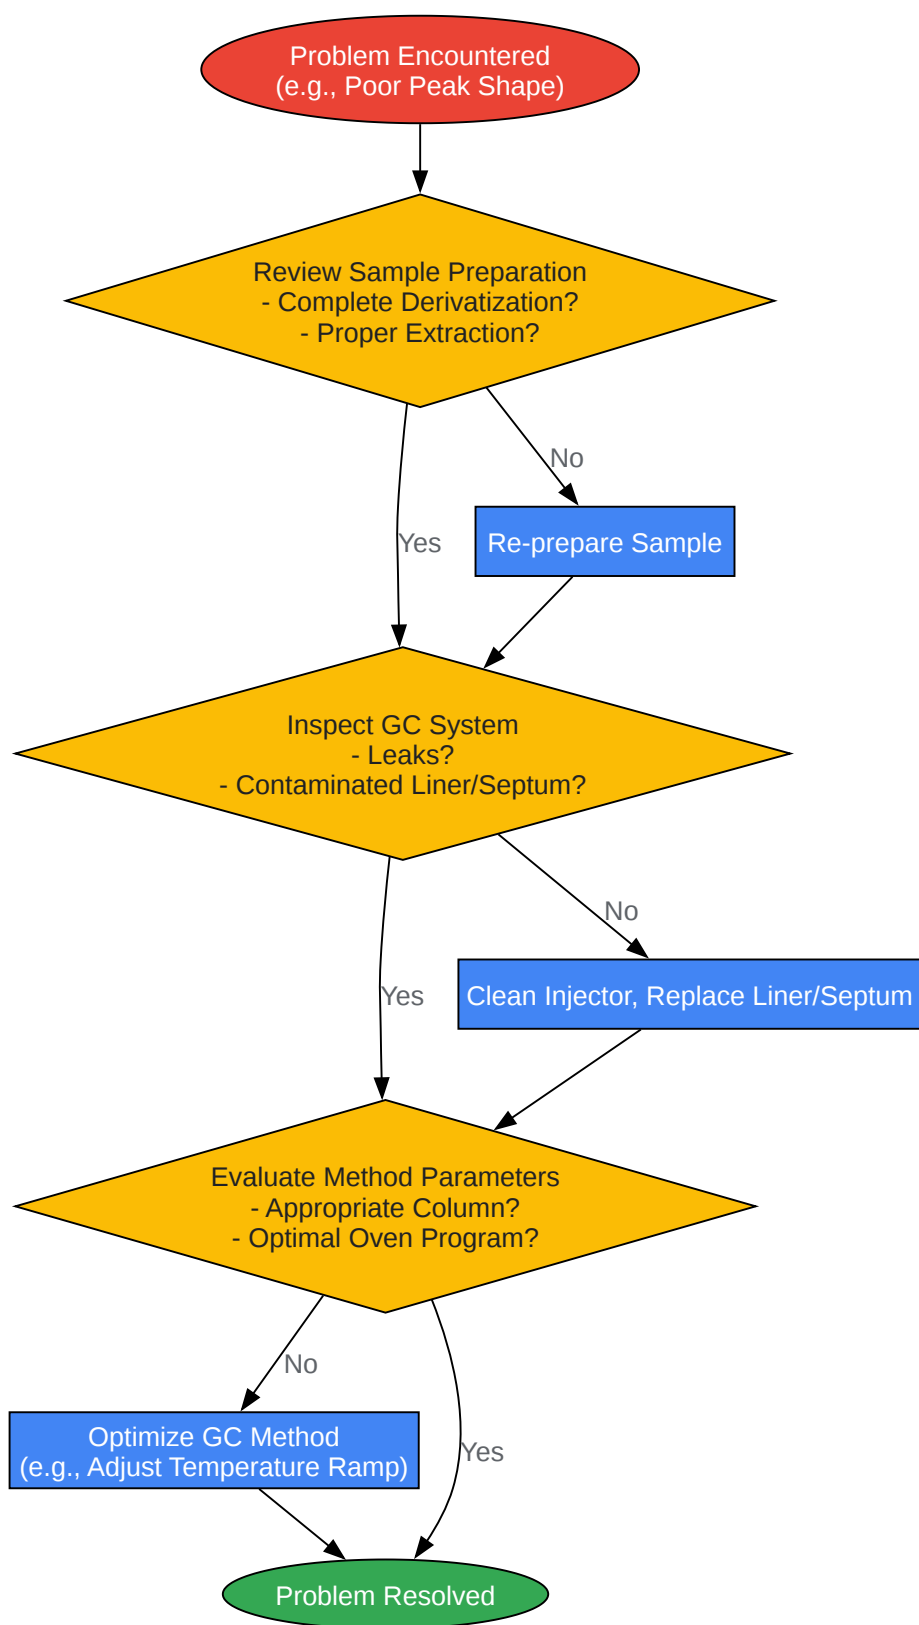 Problem Encountered
(e.g., Poor Peak Shape)
Review Sample Preparation
- Complete Derivatization?
- Proper Extraction?
No
Yes
Re-prepare Sample
Inspect GC System
- Leaks?
- Contaminated Liner/Septum?
No
Yes
Clean Injector, Replace Liner/Septum
Evaluate Method Parameters
- Appropriate Column?
- Optimal Oven Program?
No
Optimize GC Method
(e.g., Adjust Temperature Ramp)
Yes
Problem Resolved